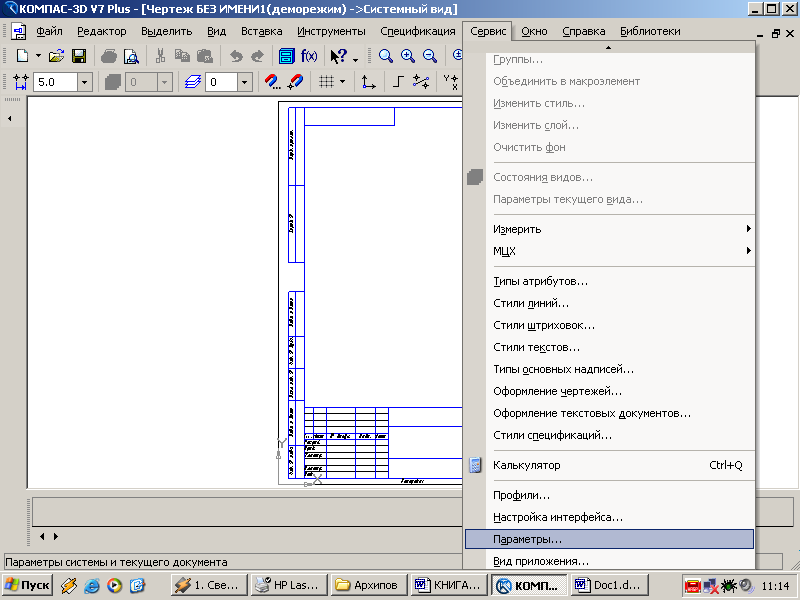 КОМПАС-3D V7 Plus - [Чертеж БЕЗ ИМЕНИ1(деморежим) ->Системный вид]
Файл Редактор Выделить Вид Вставка Инструменты Спецификация Сервис Окно Справка Библиотеки
f(x)
5.0 0 0
Группы...
Объединить в макроэлемент
Изменить стиль...
Изменить слой...
Очистить фон
Состояния видов...
Параметры текущего вида...
Измерить
МЦХ
Типы атрибутов...
Стили линий...
Стили штриховок...
Стили текстов...
Типы основных надписей...
Оформление чертежей...
Оформление текстовых документов...
Стили спецификаций...
Калькулятор Ctrl+Q
Профили...
Настройка интерфейса...
Параметры...
Вид приложения...
Y
X
Параметры системы и текущего документа
Пуск 1. Све... HP Las... Архипов КНИГА... КОМП... Doc1.d... 11:14